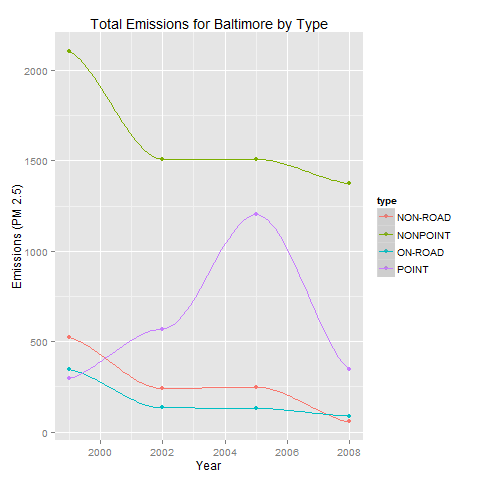 Total Emissions for Baltimore by Type
Emissions (PM 2.5)
2000
1500
1000
500
0
2000
2002
2004
2006
2008
Year
type
NON-ROAD
NONPOINT
ON-ROAD
POINT